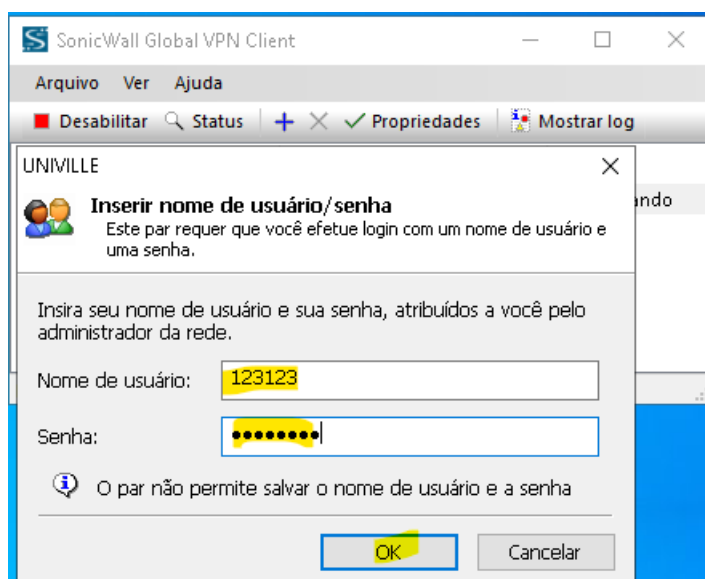 SonicWall Global VPN Client
Arquivo Ver Ajuda
Desabilitar Status Propriedades Mostrar log
UNIVILLE
Inserir nome de usuário/senha
Este par requer que você efetue login com um nome de usuário e
uma senha.
ando
Insira seu nome de usuário e sua senha, atribuídos a você pelo
administrador da rede.
Nome de usuário: 123123
Senha: ••••••••
O par não permite salvar o nome de usuário e a senha
OK Cancelar